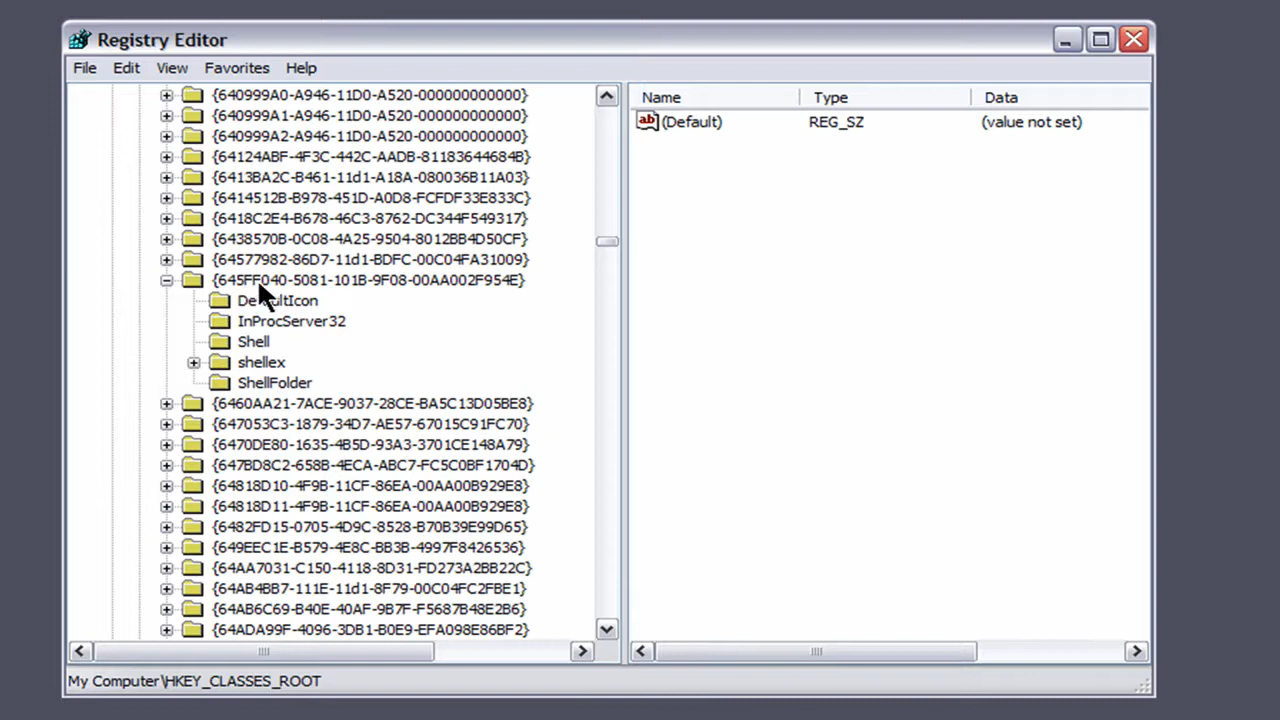 Registry Editor
File Edit View Favorites Help
{640999A0-A946-11D0-A520-000000000000}
{640999A1-A946-11D0-A520-000000000000}
{640999A2-A946-11D0-A520-000000000000}
{64124ABF-4F3C-442C-AADB-81183644684B}
{6413BA2C-B461-11d1-A18A-080036B11A03}
{6414512B-B978-451D-A0D8-FCFDF33E833C}
{6418C2E4-B678-46C3-8762-DC344F549317}
{6438570B-0C08-4A25-9504-8012BB4D50CF}
{64577982-86D7-11d1-BDFC-00C04FA31009}
{645FF040-5081-101B-9F08-00AA002F954E}
DefaultIcon
InProcServer32
Shell
shellex
ShellFolder
{6460AA21-7ACE-9037-28CE-BA5C13D05BE8}
{647053C3-1879-34D7-AE57-67015C91FC70}
{6470DE80-1635-4B5D-93A3-3701CE148A79}
{647BD8C2-658B-4ECA-ABC7-FC5C0BF1704D}
{64818D10-4F9B-11CF-86EA-00AA00B929E8}
{64818D11-4F9B-11CF-86EA-00AA00B929E8}
{6482FD15-0705-4D9C-8528-B70B39E99D65}
{649EEC1E-B579-4E8C-BB3B-4997F8426536}
{64AA7031-C150-4118-8D31-FD273A2BB22C}
{64AB4BB7-111E-11d1-8F79-00C04FC2FBE1}
{64AB6C69-B40E-40AF-9B7F-F5687B48E2B6}
{64ADA99F-4096-3DB1-B0E9-EFA098E86BF2}
Name Type Data
ab (Default) REG_SZ (value not set)
My Computer\HKEY_CLASSES_ROOT